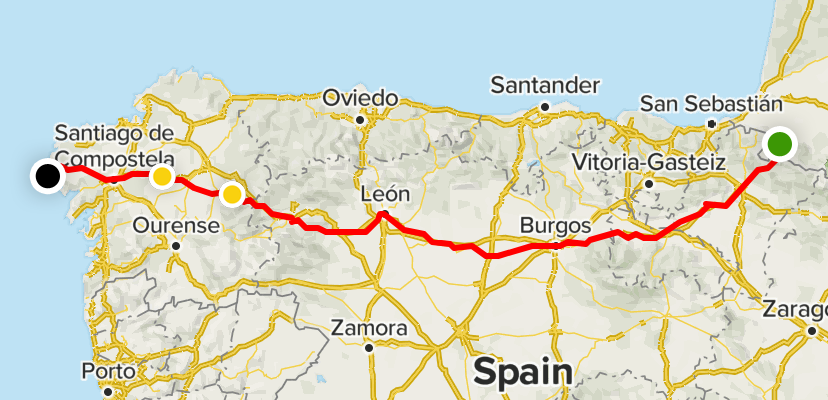 Santander
Oviedo
San Sebastián
Santiago de
Compostela
Vitoria-Gasteiz
León
Ourense
Burgos
Zarago
Zamora
Spain
Porto